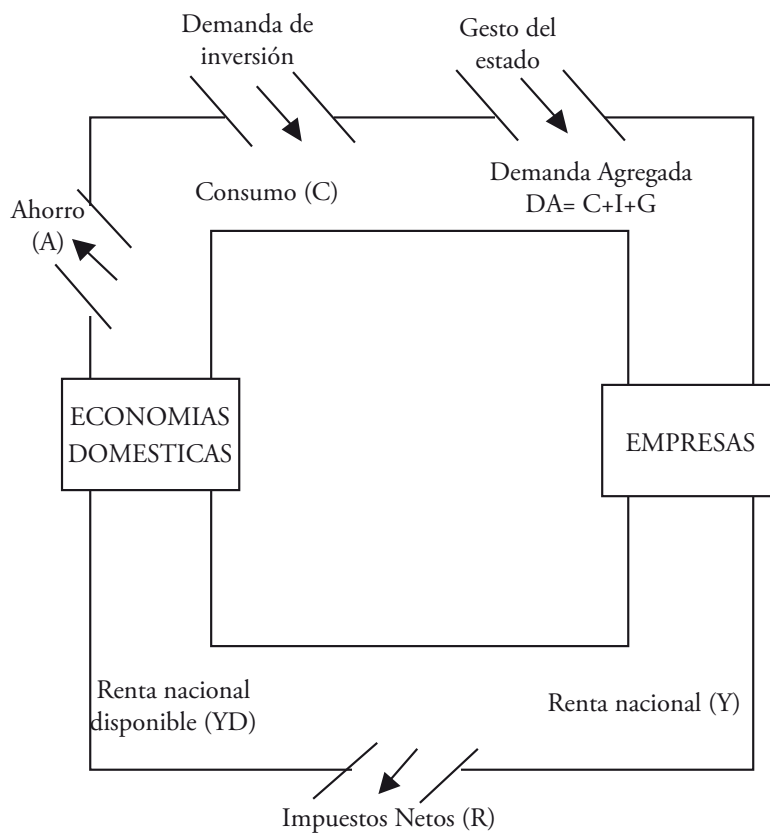 Demanda de
inversión
Gesto del
estado
Consumo (C)
Demanda Agregada
DA= C+I+G
Ahorro
(A)
ECONOMIAS
DOMESTICAS
EMPRESAS
Renta nacional
disponible (YD)
Renta nacional (Y)
Impuestos Netos (R)